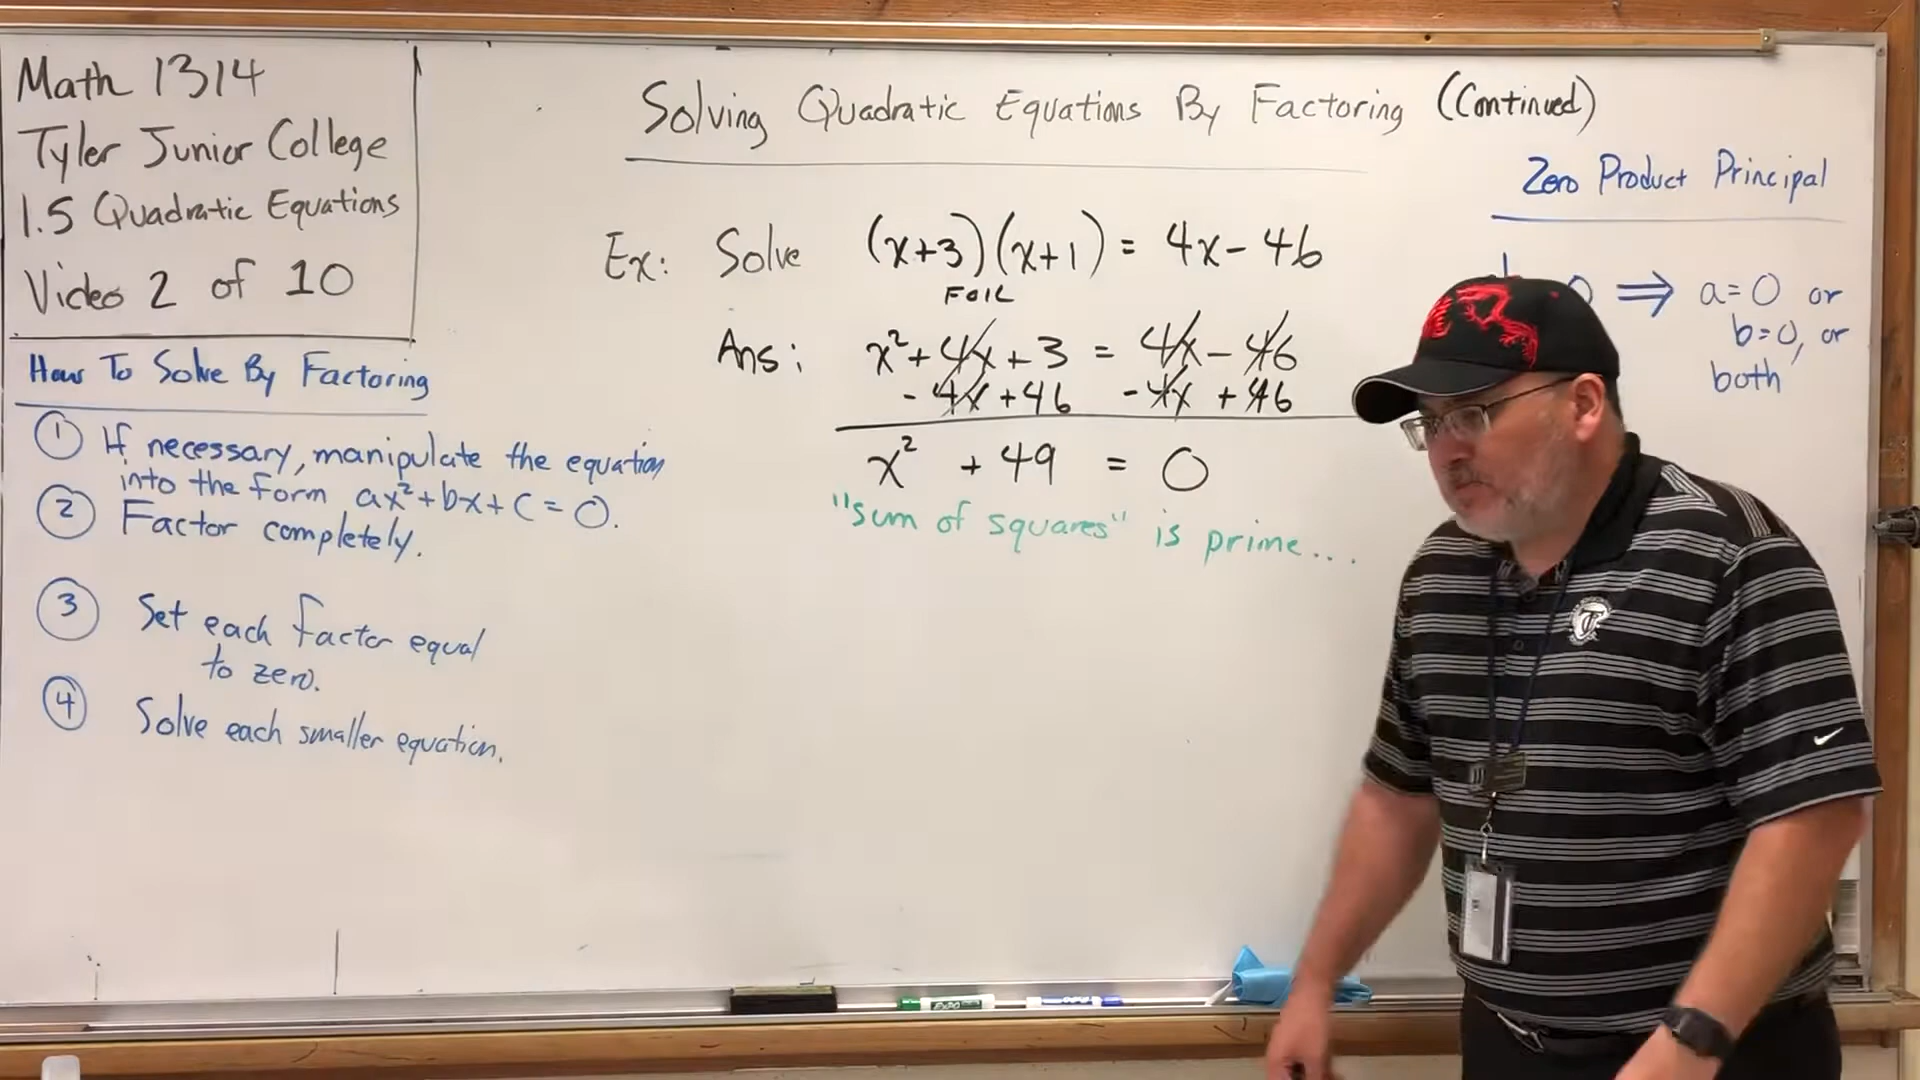 Math 1314
Tyler Junior College
1.5 Quadratic Equations
Video 2 of 10
How To Solve By Factoring
① If necessary, manipulate the equation
into the form ax²+bx+c=0.
② Factor completely.
③ Set each factor equal
to zero.
④ Solve each smaller equation.
Solving Quadratic Equations By Factoring (Continued)
Ex: Solve (x+3)(x+1) = 4x-46
FOIL
Ans: x²+4x+3 = 4x-46
-4x+46 -4x+46
x² +49 = 0
"sum of squares" is prime...
Zero Product Principal
0 ⟹ a=0 or
b=0, or
both
EXPO